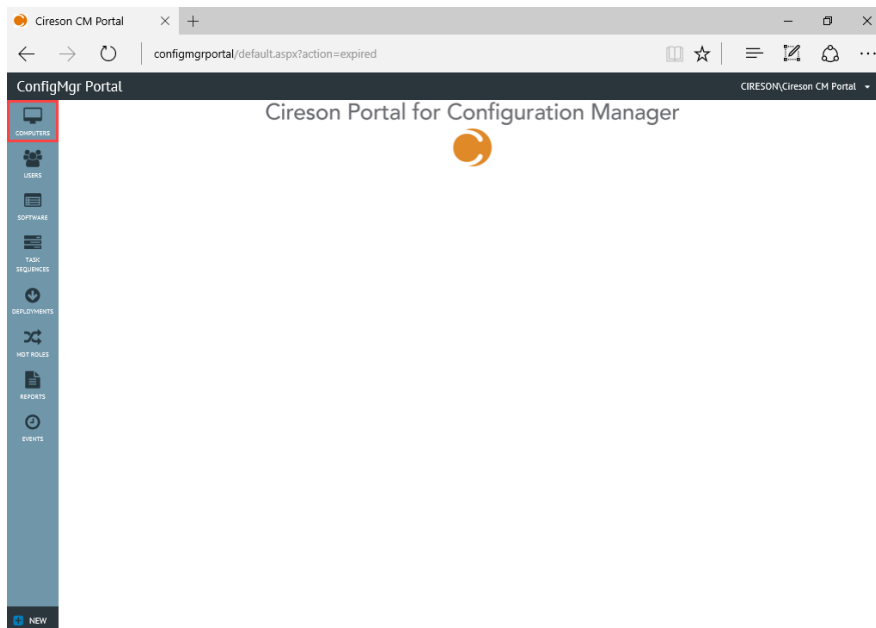 Cireson CM Portal
configmgrportal/default.aspx?action=expired
ConfigMgr Portal
CIRESON\Cireson CM Portal
Cireson Portal for Configuration Manager
COMPUTERS
USERS
SOFTWARE
TASK
SEQUENCES
DEPLOYMENTS
MGT ROLES
REPORTS
EVENTS
NEW